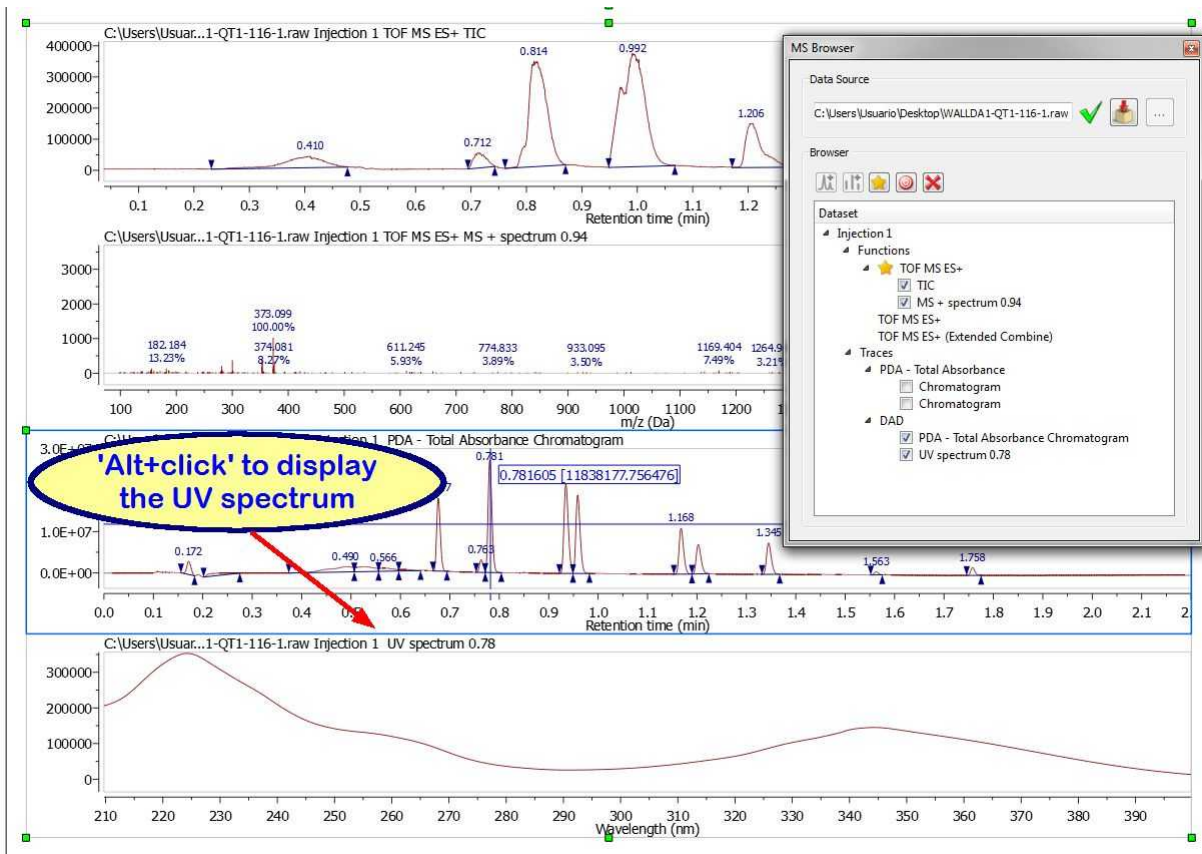 C:\Users\Usuar...1-QT1-116-1.raw Injection 1 TOF MS ES+ TIC
400000
300000
200000
100000
0
0.410
0.712
0.814
0.992
1.206
0.1 0.2 0.3 0.4 0.5 0.6 0.7 0.8 0.9 1.0 1.1 1.2
Retention time (min)
C:\Users\Usuar...1-QT1-116-1.raw Injection 1 TOF MS ES+ MS + spectrum 0.94
3000
2000
1000
0
182.184
13.23%
373.099
100.00%
374.081
8.27%
611.245
5.93%
774.833
3.89%
933.095
3.50%
1169.404
7.49%
3.21%
100 200 300 400 500 600 700 800 900 1000 1100 1200
m/z (Da)
Injection 1 PDA - Total Absorbance Chromatogram
1.0E+07
0.0E+00
'Alt+click' to display
the UV spectrum
0.781605 [11838177.756476]
0.172
0.490
0.566
0.763
0.781
1.168
1.345
1.563
1.758
0.0 0.1 0.2 0.3 0.4 0.6 0.7 0.8 0.9 1.0 1.1 1.2 1.3 1.4 1.5 1.6 1.7 1.8 1.9 2.0 2.1
Retention time (min)
C:\Users\Usuar...1-QT1-116-1.raw Injection 1 UV spectrum 0.78
300000
200000
100000
0
210 220 230 240 250 260 270 280 290 300 310 320 330 340 350 360 370 380 390
Wavelength (nm)
MS Browser
Data Source
C:\Users\Usuario\Desktop\WALLDA1-QT1-116-1.raw
...
Browser
Dataset
Injection 1
Functions
TOF MS ES+
TIC
MS + spectrum 0.94
TOF MS ES+
TOF MS ES+ (Extended Combine)
Traces
PDA - Total Absorbance
Chromatogram
Chromatogram
DAD
PDA - Total Absorbance Chromatogram
UV spectrum 0.78